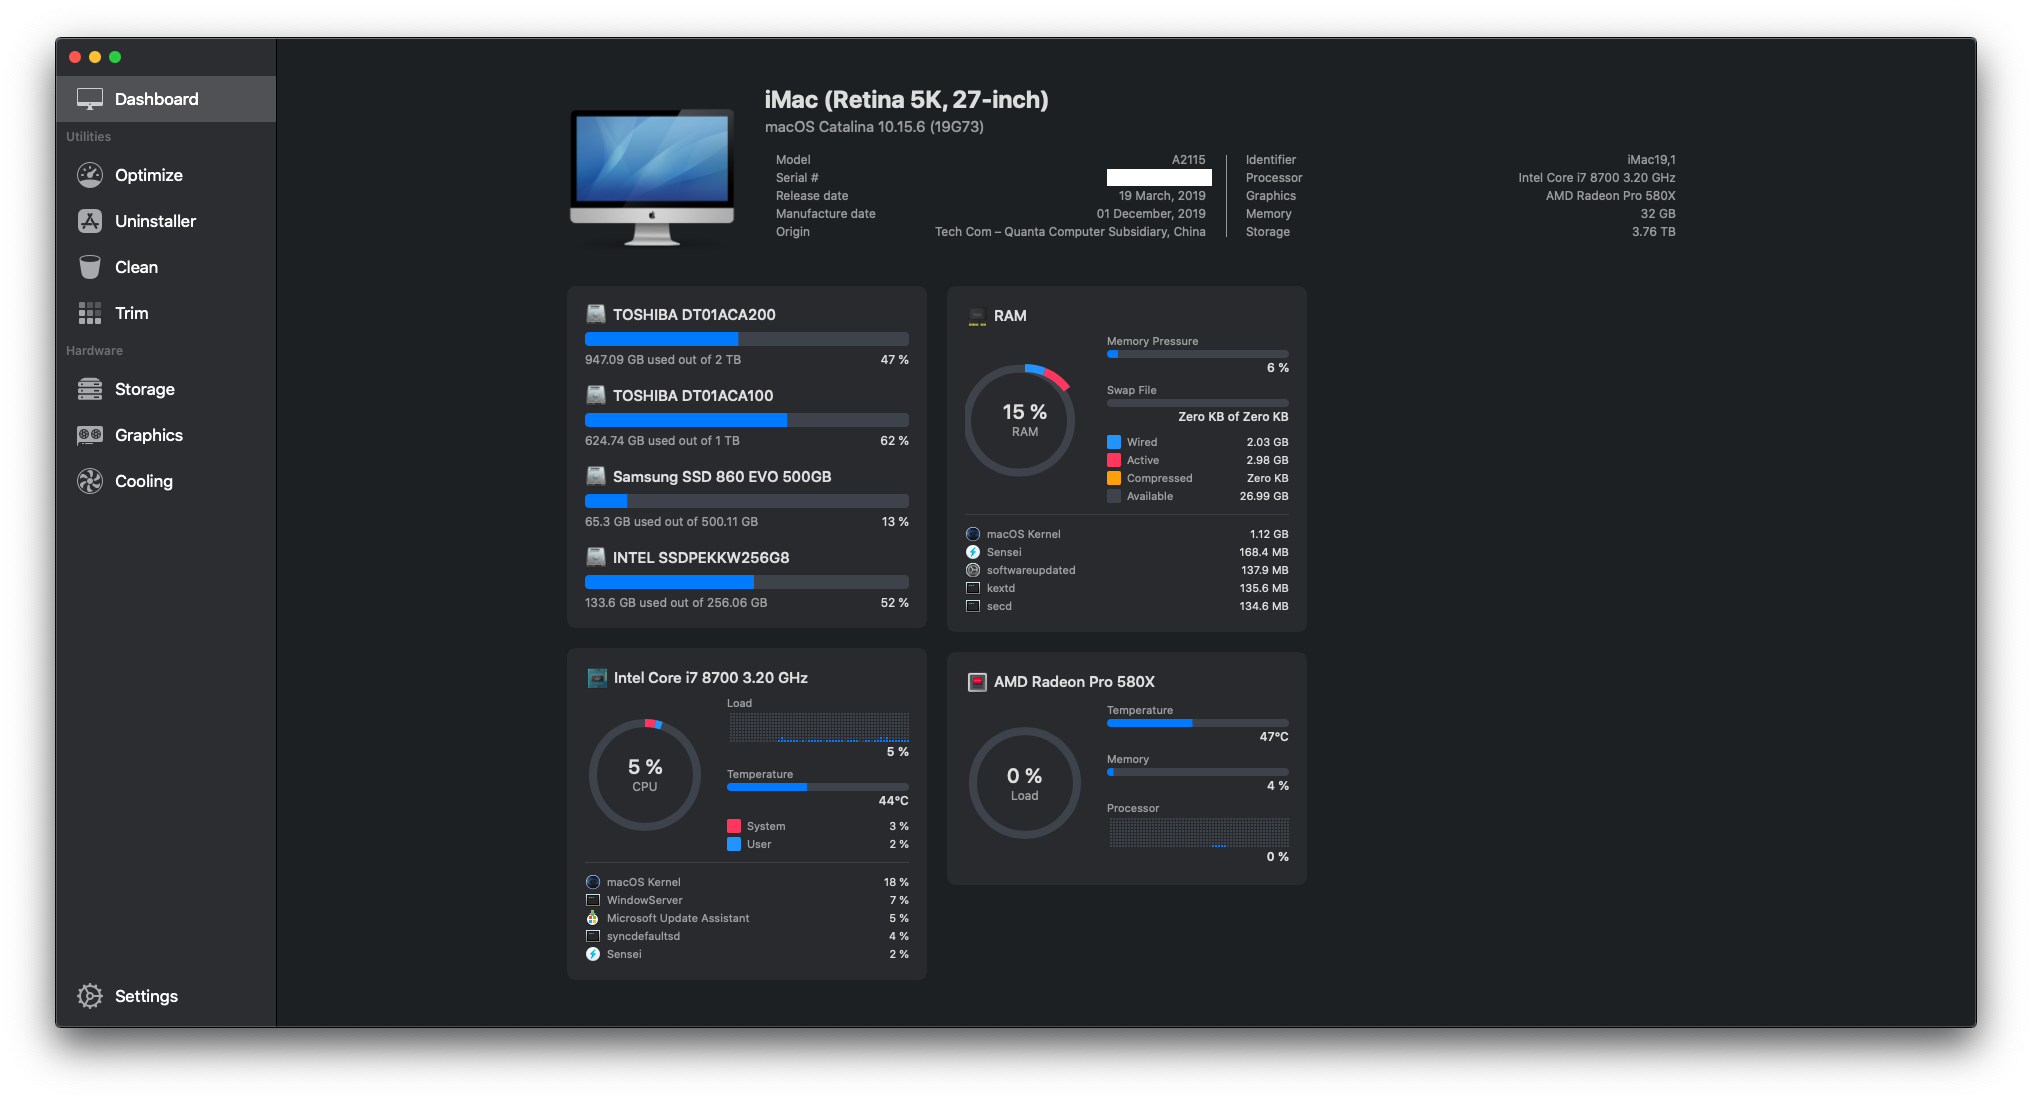 Dashboard
Utilities
Optimize
Uninstaller
Clean
Trim
Hardware
Storage
Graphics
Cooling
Settings
iMac (Retina 5K, 27-inch)
macOS Catalina 10.15.6 (19G73)
Model A2115
Serial #
Release date 19 March, 2019
Manufacture date 01 December, 2019
Origin Tech Com – Quanta Computer Subsidiary, China
Identifier iMac19,1
Processor Intel Core i7 8700 3.20 GHz
Graphics AMD Radeon Pro 580X
Memory 32 GB
Storage 3.76 TB
TOSHIBA DT01ACA200
947.09 GB used out of 2 TB 47 %
TOSHIBA DT01ACA100
624.74 GB used out of 1 TB 62 %
Samsung SSD 860 EVO 500GB
65.3 GB used out of 500.11 GB 13 %
INTEL SSDPEKKW256G8
133.6 GB used out of 256.06 GB 52 %
RAM
15 %
RAM
Memory Pressure
6 %
Swap File
Zero KB of Zero KB
Wired 2.03 GB
Active 2.98 GB
Compressed Zero KB
Available 26.99 GB
macOS Kernel 1.12 GB
Sensei 168.4 MB
softwareupdated 137.9 MB
kextd 135.6 MB
secd 134.6 MB
Intel Core i7 8700 3.20 GHz
5 %
CPU
Load
5 %
Temperature
44°C
System 3 %
User 2 %
macOS Kernel 18 %
WindowServer 7 %
Microsoft Update Assistant 5 %
syncdefaultsd 4 %
Sensei 2 %
AMD Radeon Pro 580X
0 %
Load
Temperature
47°C
Memory
4 %
Processor
0 %